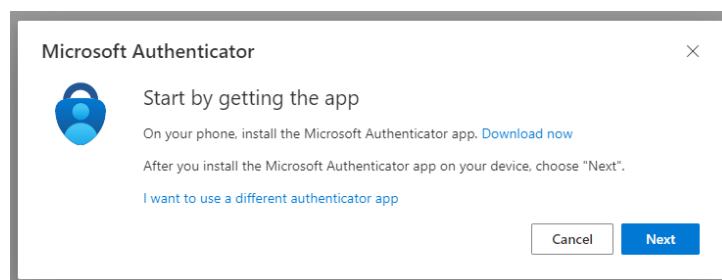 Microsoft Authenticator
Start by getting the app
On your phone, install the Microsoft Authenticator app. Download now
After you install the Microsoft Authenticator app on your device, choose "Next".
I want to use a different authenticator app
Cancel
Next